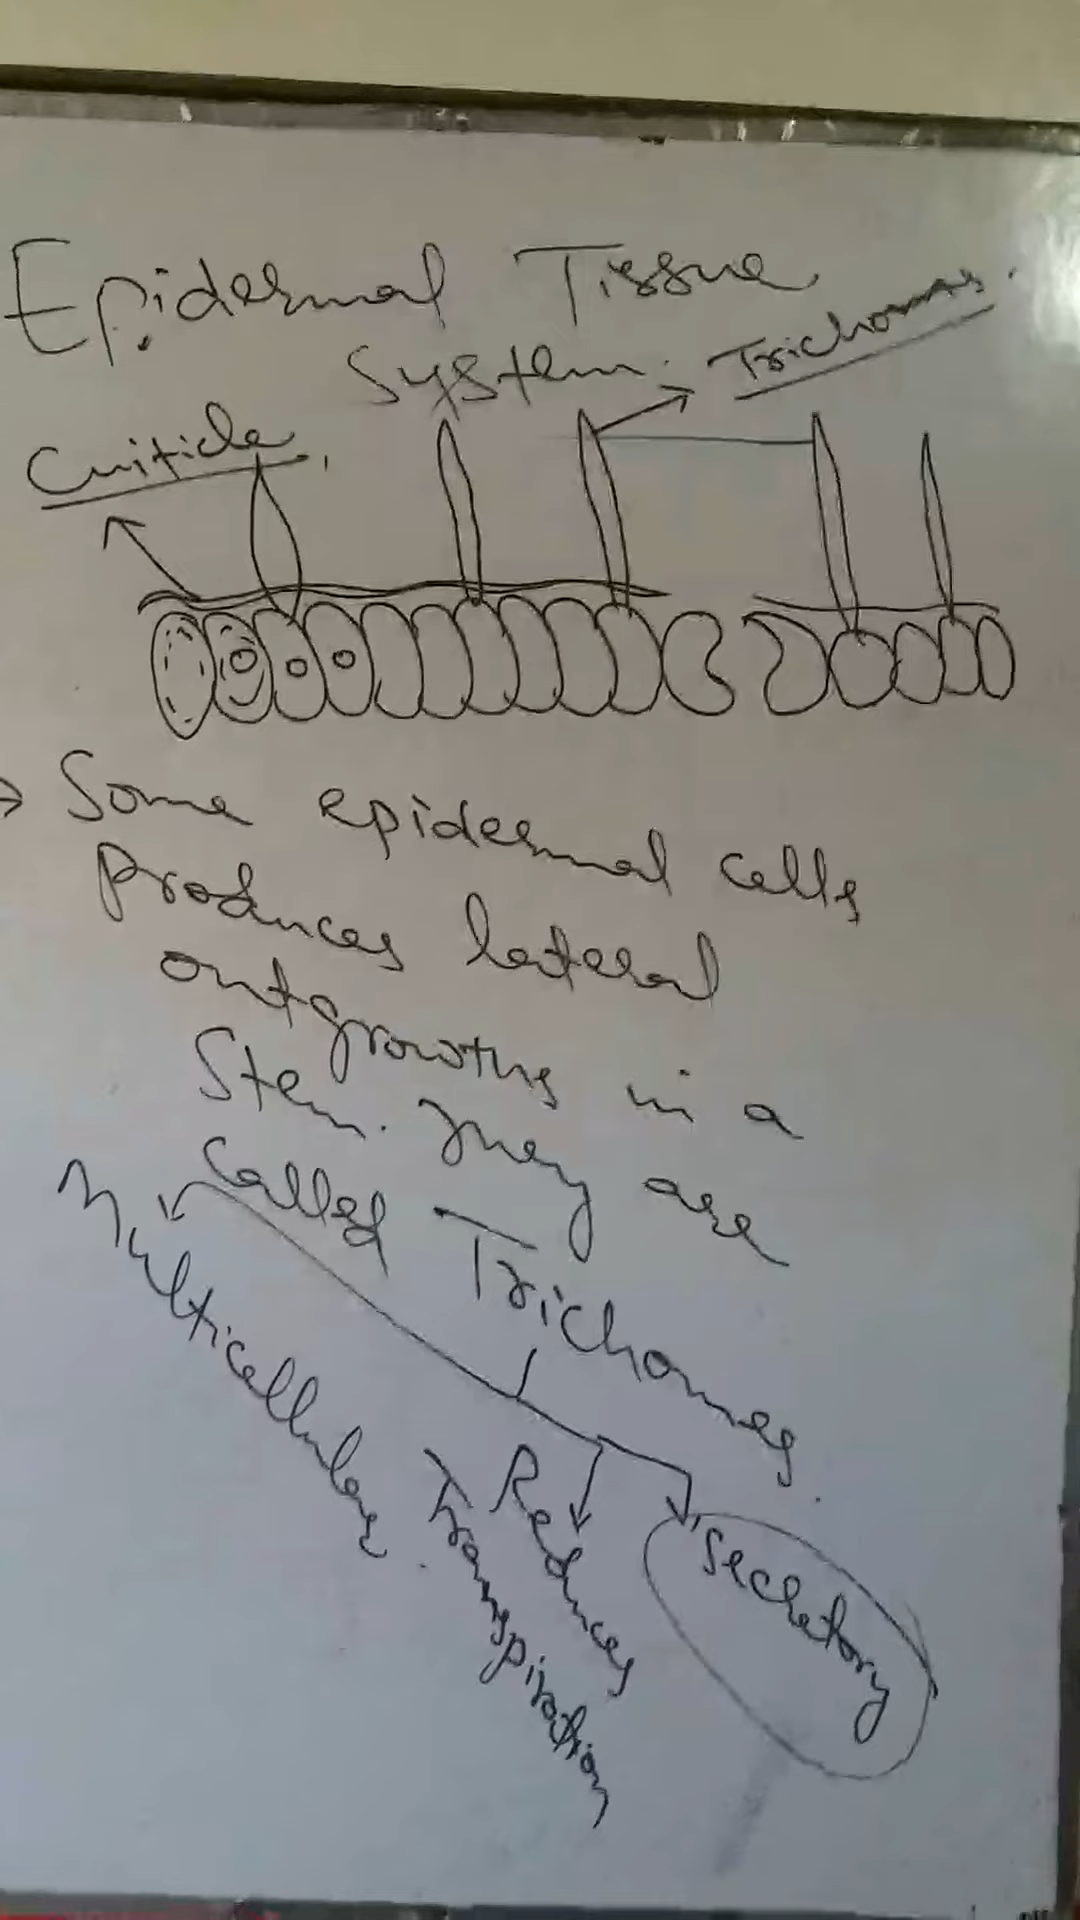 Epidermal Tissue
System.
Trichomes.
Cuiticle
→ Some epidermal cells
produces lateral
outgrowths in a
Stem. They are
called Trichomes.
Multicellular.
Reduces
Transpiration
Secretory